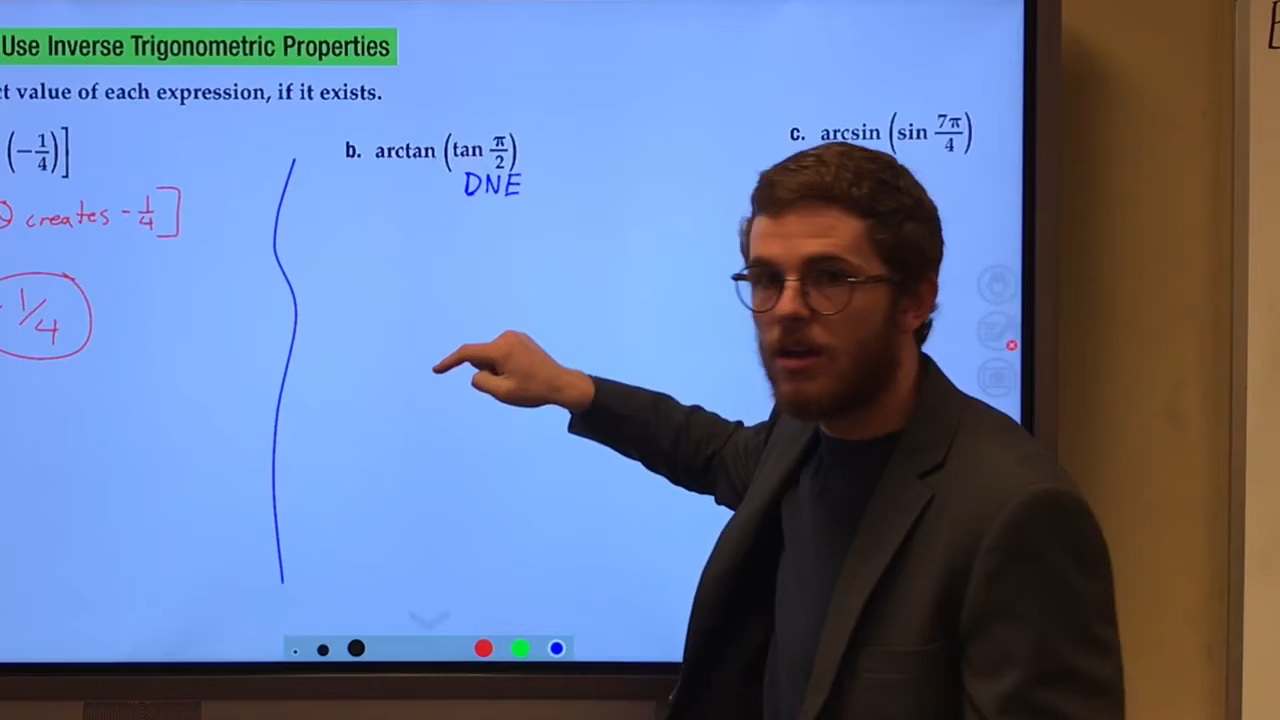 Use Inverse Trigonometric Properties
value of each expression, if it exists.
(-1/4)]
b. arctan (tan π/2)
c. arcsin (sin 7π/4)
DNE
creates -1/4]
1/4